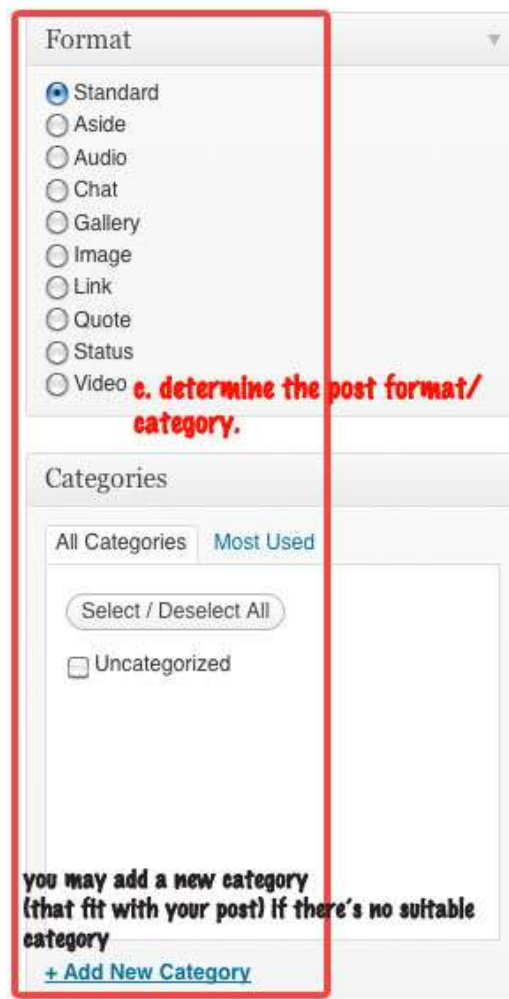 Format
Standard
Aside
Audio
Chat
Gallery
Image
Link
Quote
Status
Video
c. determine the post format/
category.
Categories
All Categories Most Used
Select / Deselect All
Uncategorized
you may add a new category
(that fit with your post) if there's no suitable
category
+ Add New Category